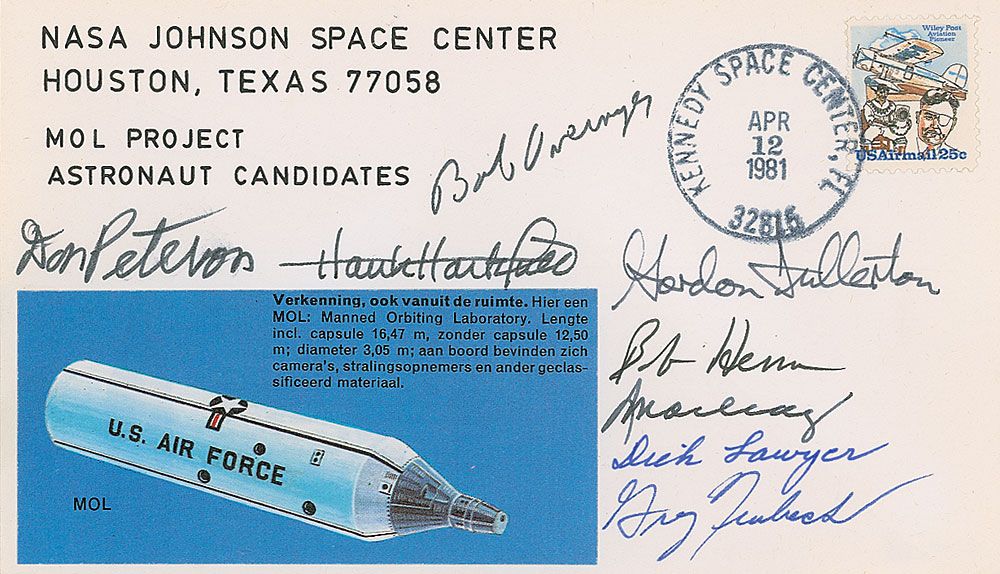 NASA JOHNSON SPACE CENTER
HOUSTON, TEXAS 77058
MOL PROJECT
ASTRONAUT CANDIDATES
Bob Overmyer
KENNEDY SPACE CENTER, FL
APR
12
1981
32815
Wiley Post
Aviation
Pioneer
USAirmail 25c
Don Peterson
Hank Hartsfield
Gordon Fullerton
Verkenning, ook vanuit de ruimte. Hier een
MOL: Manned Orbiting Laboratory. Lengte
incl. capsule 16,47 m, zonder capsule 12,50
m; diameter 3,05 m; aan boord bevinden zich
camera's, stralingsopnemers en ander geclas-
sificeerd materiaal.
U.S. AIR FORCE
MOL
Bob Herres
Dick Lawyer
Greg Neubeck